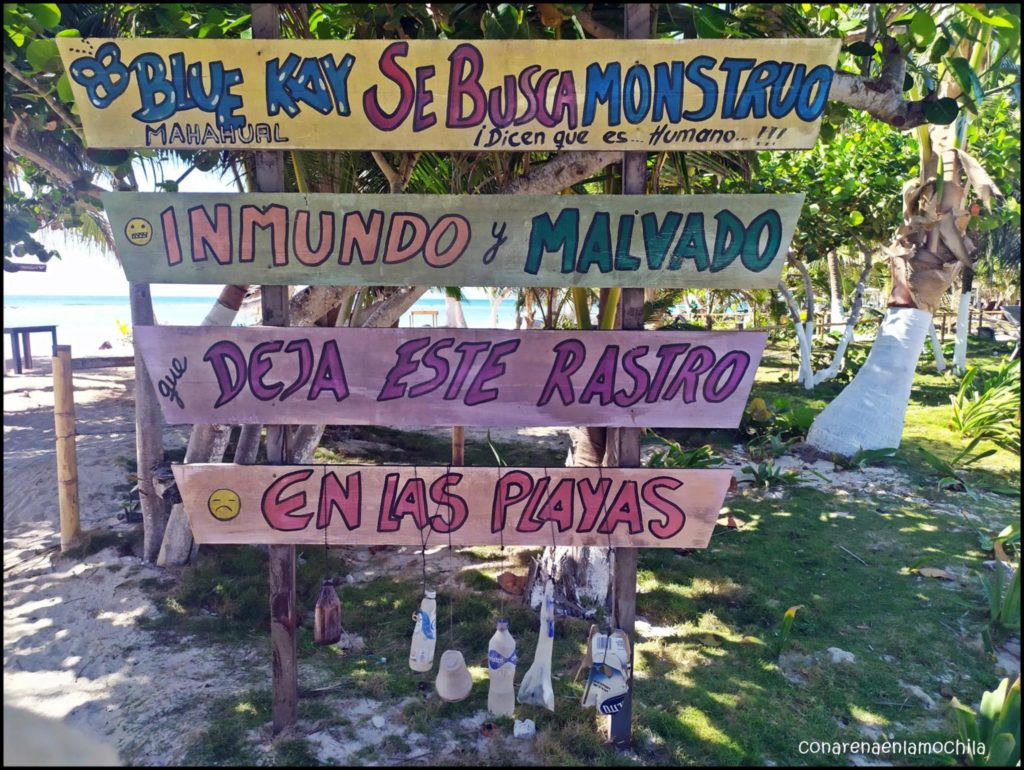 BLUE KAY SE BUSCA MONSTRUO
MAHAHUAL ¡Dicen que es... Humano...!!!
INMUNDO y MALVADO
que DEJA ESTE RASTRO
EN LAS PLAYAS
conarenaenlamochila